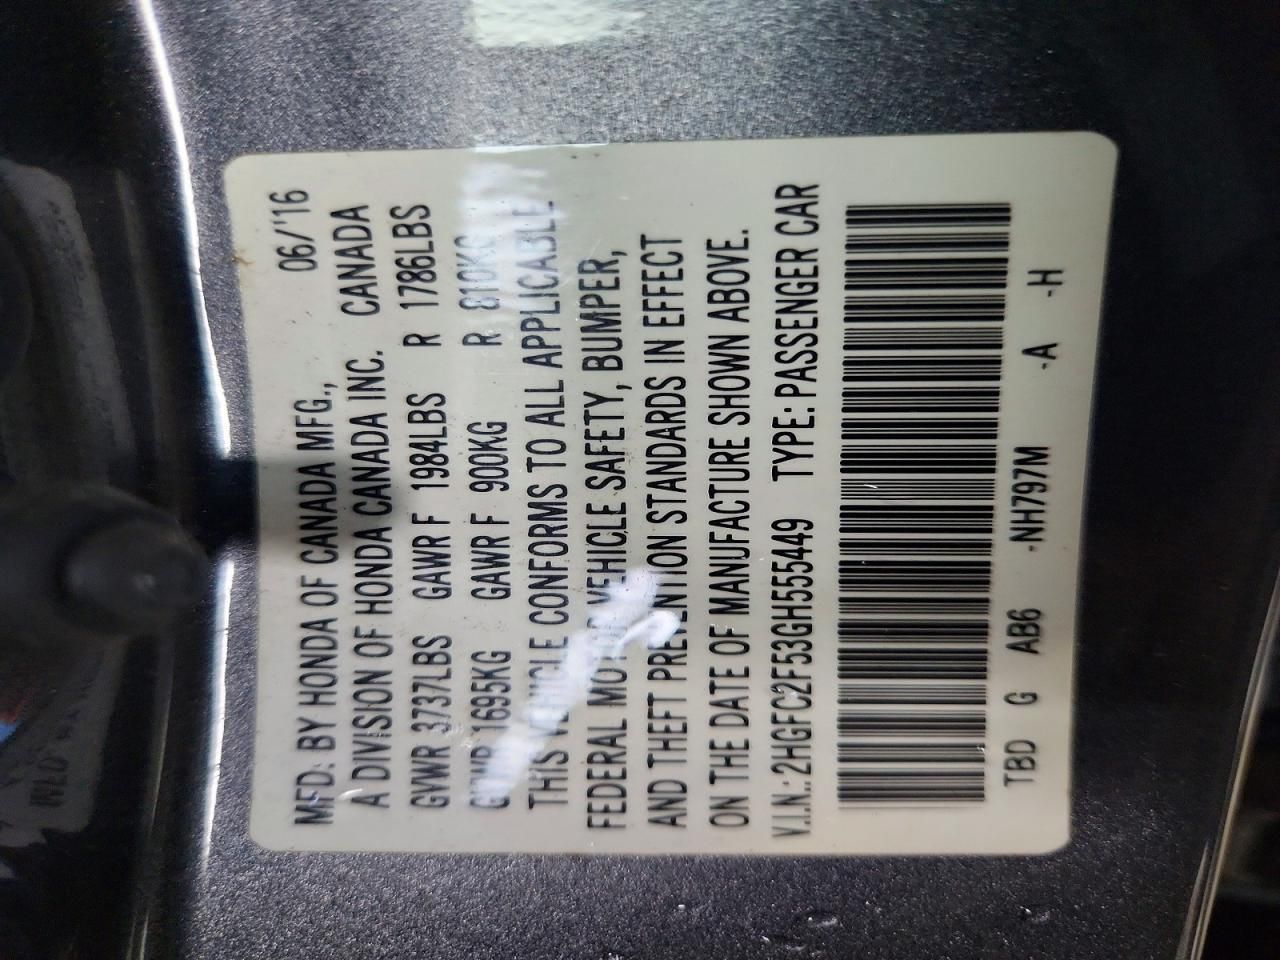 MFD. BY HONDA OF CANADA MFG., 06/'16
A DIVISION OF HONDA CANADA INC. CANADA
GVWR 3737LBS GAWR F 1984LBS R 1786LBS
GVWR 1695KG GAWR F 900KG R 810KG
THIS VEHICLE CONFORMS TO ALL APPLICABLE
FEDERAL MOTOR VEHICLE SAFETY, BUMPER,
AND THEFT PREVENTION STANDARDS IN EFFECT
ON THE DATE OF MANUFACTURE SHOWN ABOVE.
V.I.N.: 2HGFC2F53GH555449 TYPE: PASSENGER CAR
TBD G AB6 -NH797M -A -H